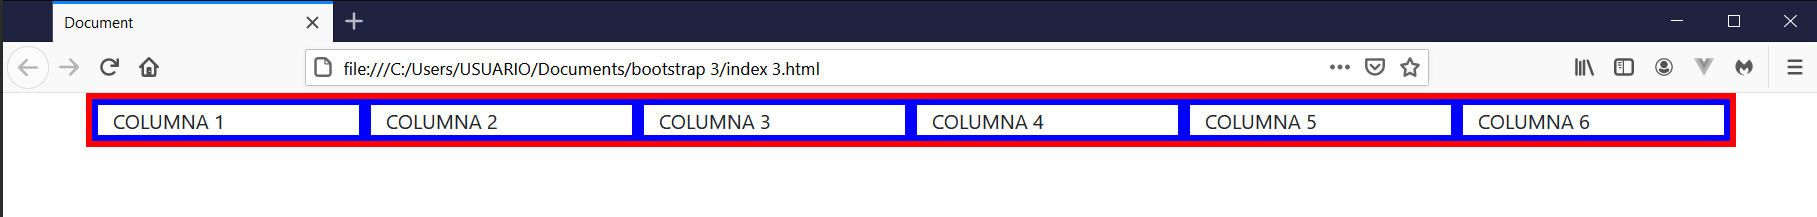 Document
file:///C:/Users/USUARIO/Documents/bootstrap 3/index 3.html
COLUMNA 1 COLUMNA 2 COLUMNA 3 COLUMNA 4 COLUMNA 5 COLUMNA 6